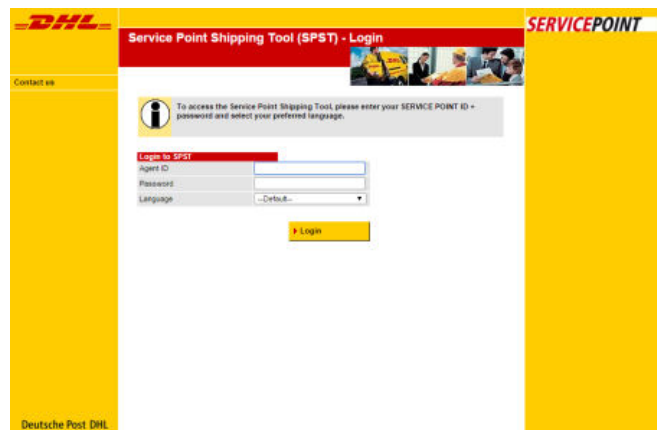 DHL
SERVICEPOINT
Service Point Shipping Tool (SPST) - Login
Contact us
To access the Service Point Shipping Tool, please enter your SERVICE POINT ID +
password and select your preferred language.
Login to SPST
Agent ID
Password
Language
--Default--
Login
Deutsche Post DHL